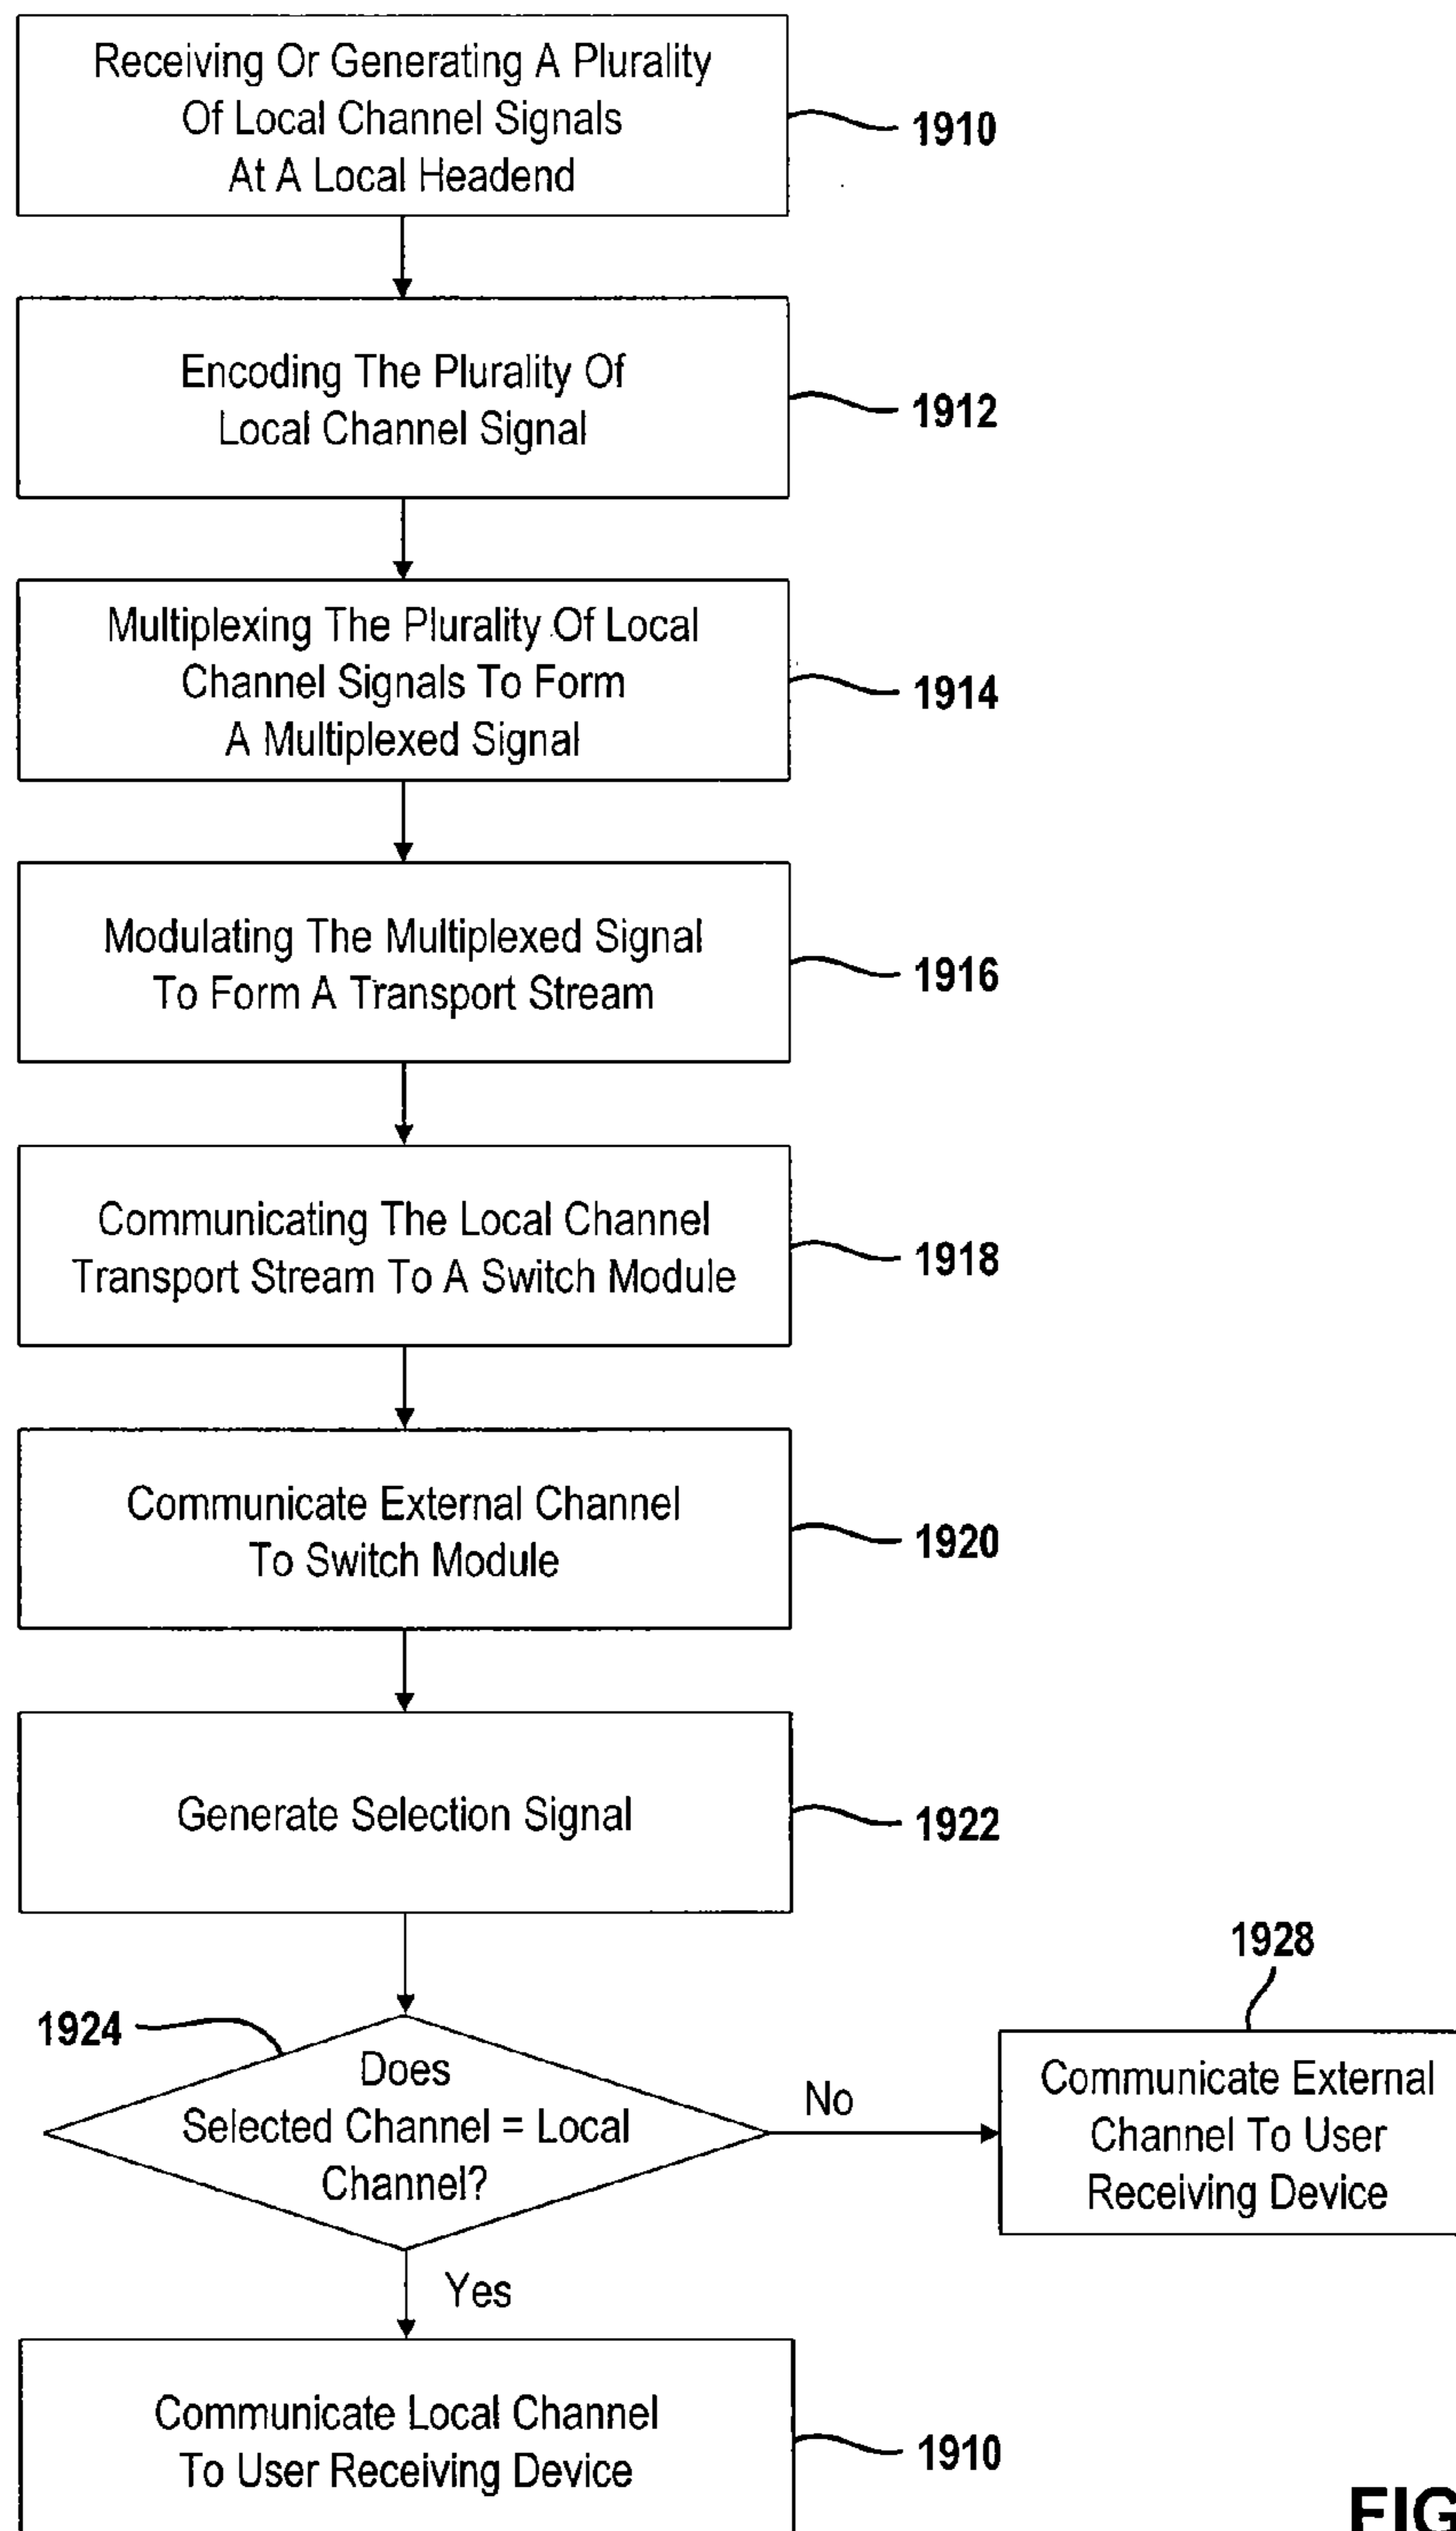 Receiving Or Generating A Plurality
Of Local Channel Signals
At A Local Headend
1910
Encoding The Plurality Of
Local Channel Signal
1912
Multiplexing The Plurality Of Local
Channel Signals To Form
A Multiplexed Signal
1914
Modulating The Multiplexed Signal
To Form A Transport Stream
1916
Communicating The Local Channel
Transport Stream To A Switch Module
1918
Communicate External Channel
To Switch Module
1920
Generate Selection Signal
1922
1924
Does
Selected Channel = Local
Channel?
No
1928
Communicate External
Channel To User
Receiving Device
Yes
Communicate Local Channel
To User Receiving Device
1910
FIG